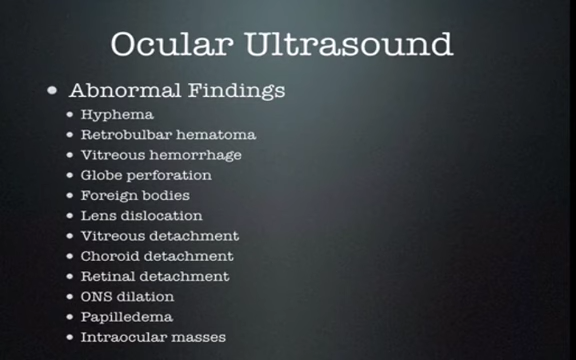 Ocular Ultrasound
• Abnormal Findings
• Hyphema
• Retrobulbar hematoma
• Vitreous hemorrhage
• Globe perforation
• Foreign bodies
• Lens dislocation
• Vitreous detachment
• Choroid detachment
• Retinal detachment
• ONS dilation
• Papilledema
• Intraocular masses